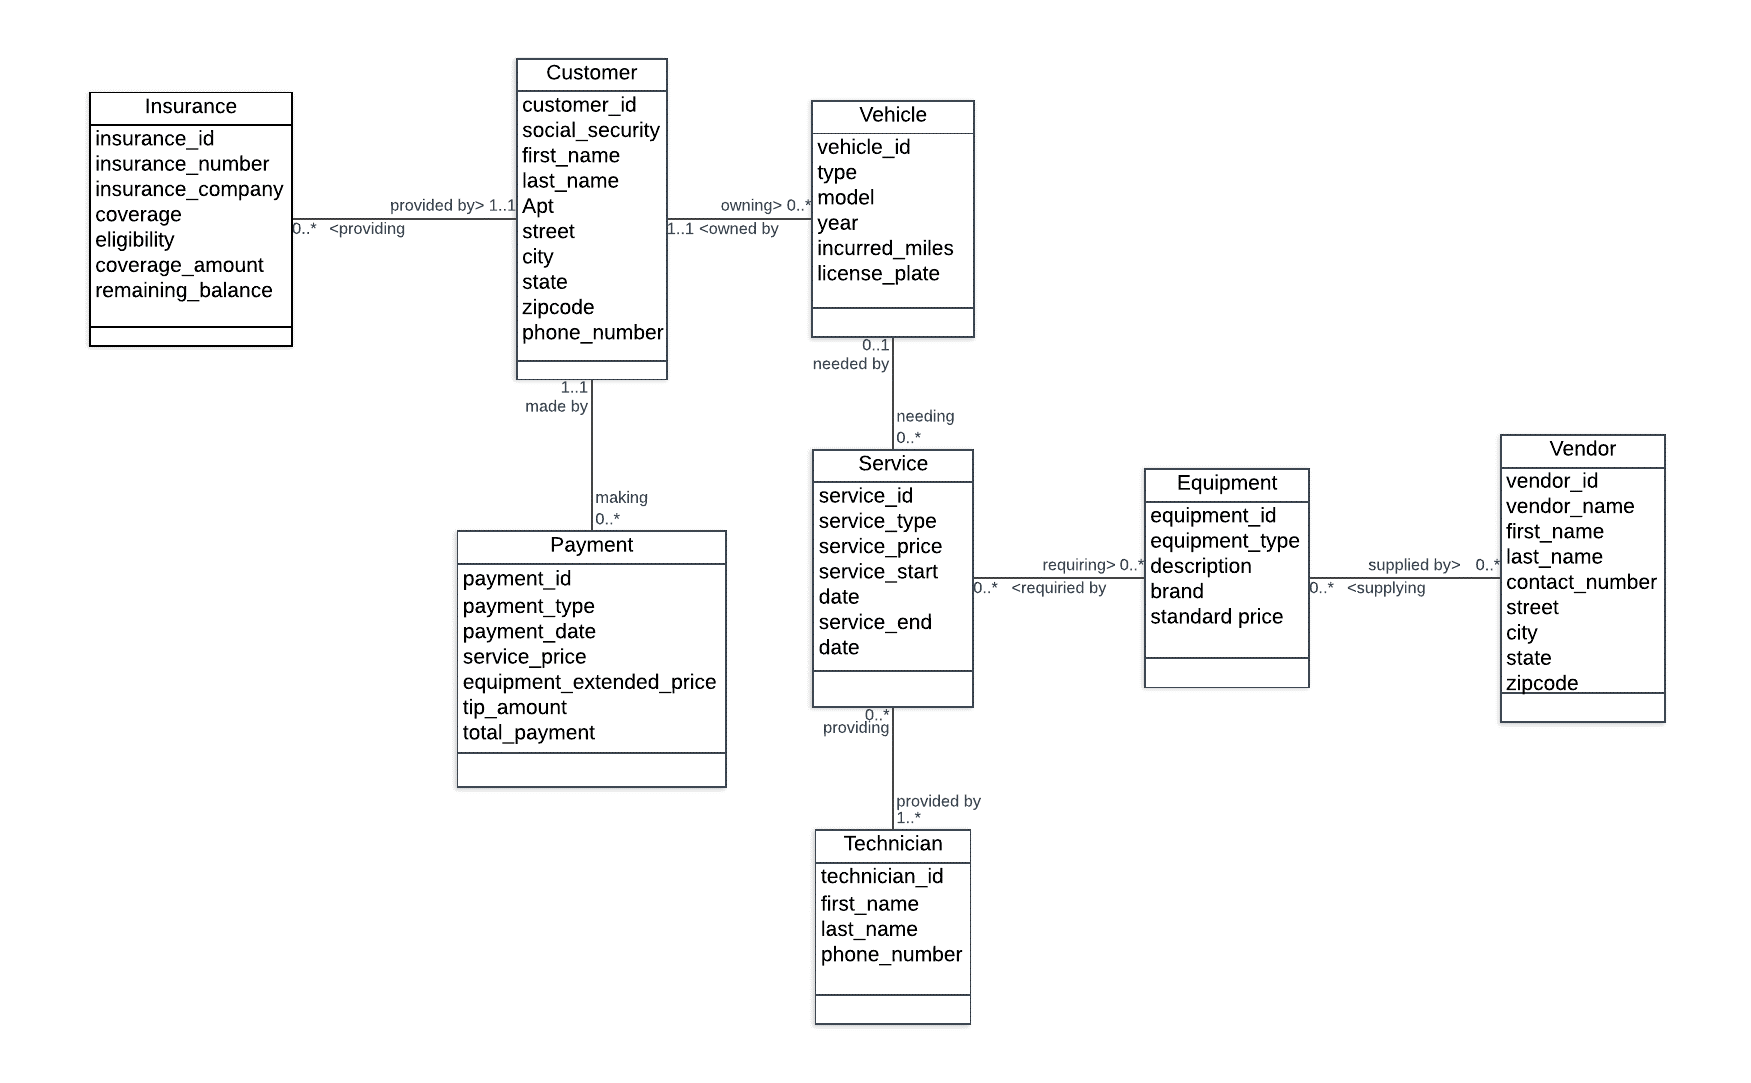 Customer
customer_id
social_security
first_name
last_name
Apt
street
city
state
zipcode
phone_number
Insurance
insurance_id
insurance_number
insurance_company
coverage
eligibility
coverage_amount
remaining_balance
provided by> 1..1
0..* <providing
owning> 0..*
1..1 <owned by
Vehicle
vehicle_id
type
model
year
incurred_miles
license_plate
1..1
made by
making
0..*
0..1
needed by
needing
0..*
Payment
payment_id
payment_type
payment_date
service_price
equipment_extended_price
tip_amount
total_payment
Service
service_id
service_type
service_price
service_start
date
service_end
date
requiring> 0..*
0..* <requiried by
Equipment
equipment_id
equipment_type
description
brand
standard price
supplied by> 0..*
0..* <supplying
Vendor
vendor_id
vendor_name
first_name
last_name
contact_number
street
city
state
zipcode
0..*
providing
provided by
1..*
Technician
technician_id
first_name
last_name
phone_number